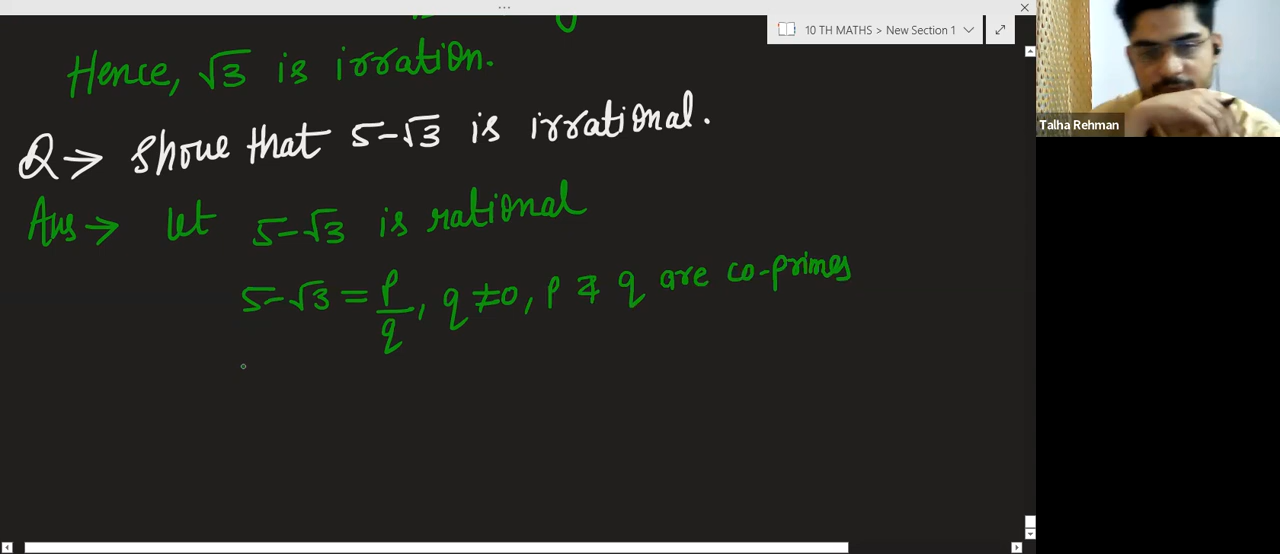 10 TH MATHS > New Section 1
Hence, √3 is irration.
Talha Rehman
Q → Show that 5-√3 is irrational.
Ans → let 5-√3 is rational
5-√3 = p/q, q ≠ 0, p & q are co-primes